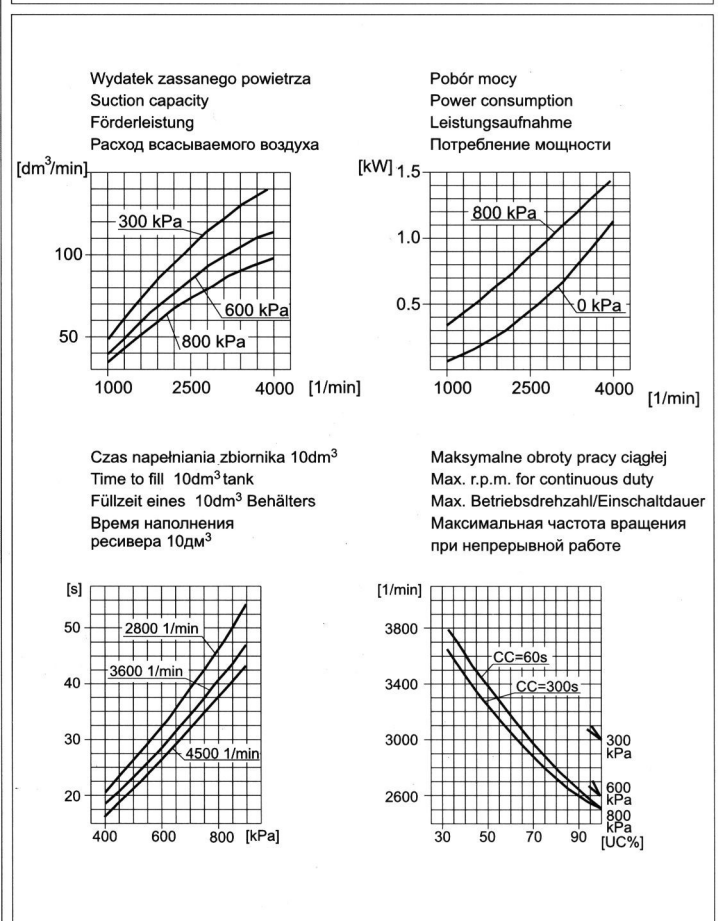 Wydatek zassanego powietrza
Suction capacity
Förderleistung
Расход всасываемого воздуха
[dm³/min]
300 kPa
100
600 kPa
50
800 kPa
1000 2500 4000 [1/min]
Pobór mocy
Power consumption
Leistungsaufnahme
Потребление мощности
[kW] 1.5
800 kPa
1.0
0.5
0 kPa
1000 2500 4000 [1/min]
Czas napełniania zbiornika 10dm³
Time to fill 10dm³ tank
Füllzeit eines 10dm³ Behälters
Время наполнения
ресивера 10дм³
[s]
50
2800 1/min
3600 1/min
40
30
4500 1/min
20
400 600 800 [kPa]
Maksymalne obroty pracy ciągłej
Max. r.p.m. for continuous duty
Max. Betriebsdrehzahl/Einschaltdauer
Максимальная частота вращения
при непрерывной работе
[1/min]
3800
CC=60s
3400
CC=300s
3000
300
kPa
2600
600
kPa
800
kPa
30 50 70 90 [UC%]